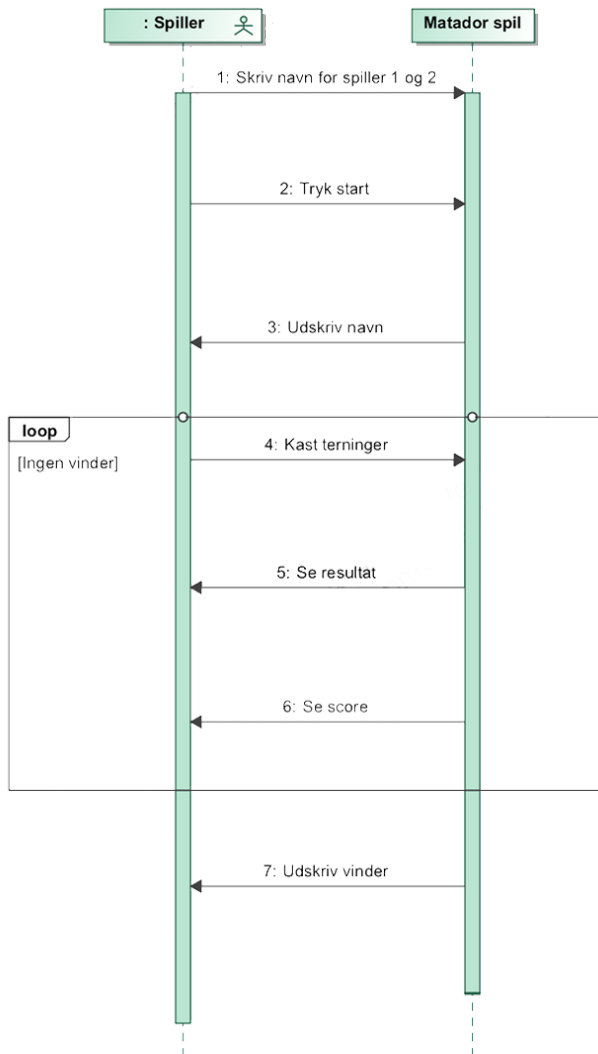 : Spiller
Matador spil
1: Skriv navn for spiller 1 og 2
2: Tryk start
3: Udskriv navn
loop
4: Kast terninger
[Ingen vinder]
5: Se resultat
6: Se score
7: Udskriv vinder